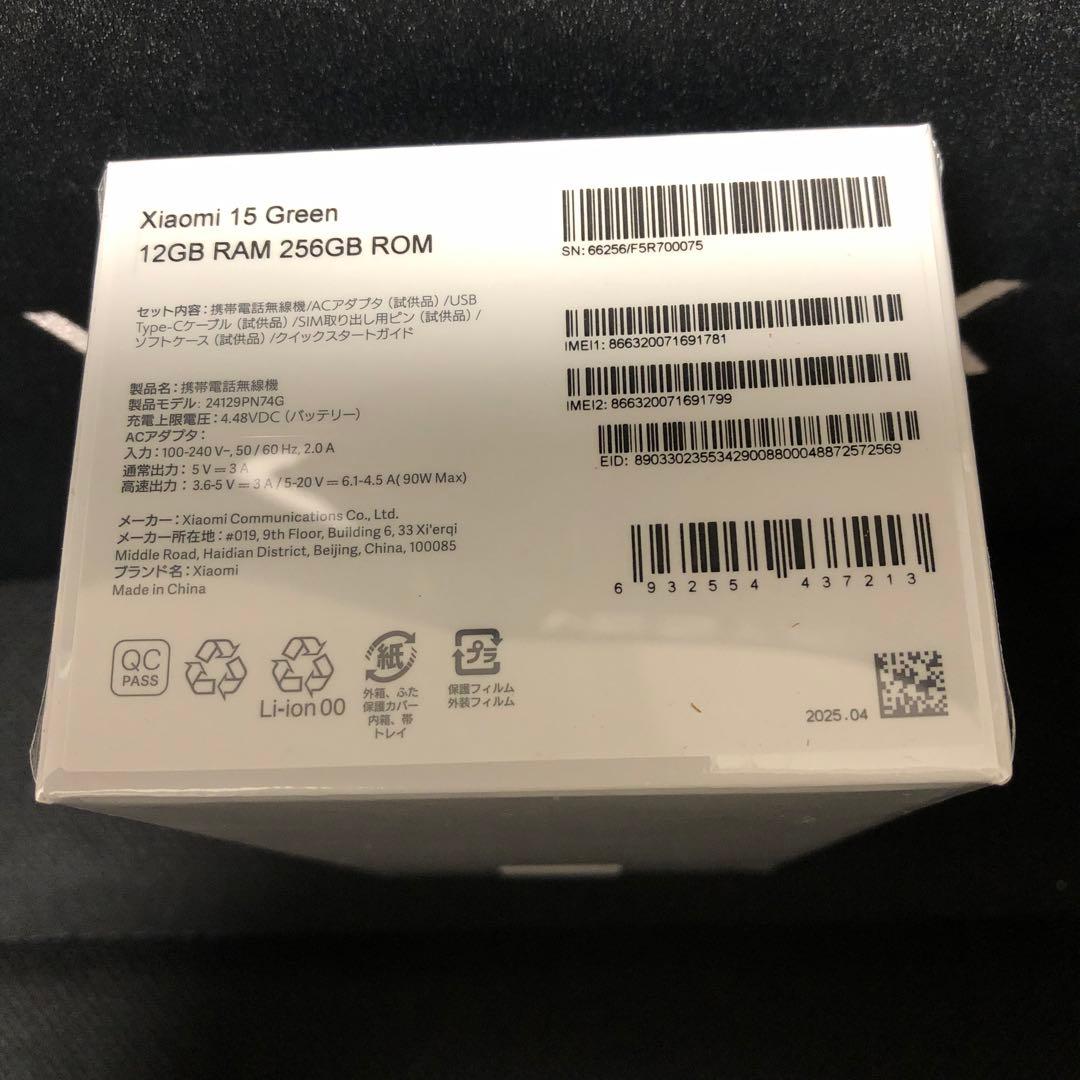 Xiaomi 15 Green
12GB RAM 256GB ROM
セット内容：携帯電話無線機/ACアダプタ（試供品）/USB
Type-Cケーブル（試供品）/SIM取り出し用ピン（試供品）/
ソフトケース（試供品）/クイックスタートガイド
製品名：携帯電話無線機
製品モデル: 24129PN74G
充電上限電圧：4.48VDC（バッテリー）
ACアダプタ：
入力：100-240 V~, 50 / 60 Hz, 2.0 A
通常出力： 5 V⎓3 A
高速出力： 3.6-5 V⎓3 A / 5-20 V⎓6.1-4.5 A( 90W Max)
メーカー：Xiaomi Communications Co., Ltd.
メーカー所在地：#019, 9th Floor, Building 6, 33 Xi'erqi
Middle Road, Haidian District, Beijing, China, 100085
ブランド名：Xiaomi
Made in China
SN: 66256/F5R700075
IMEI1: 866320071691781
IMEI2: 866320071691799
EID: 89033023553429008800048872572569
6 932554 437213
QC
PASS
Li-ion 00
紙
外箱、ふた
保護カバー
内箱、帯
トレイ
プラ
保護フィルム
外装フィルム
2025.04